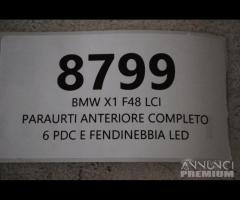 8799
BMW X1 F48 LCI
PARAURTI ANTERIORE COMPLETO
6 PDC E FENDINEBBIA LED
ANNUNCI
PREMIUM